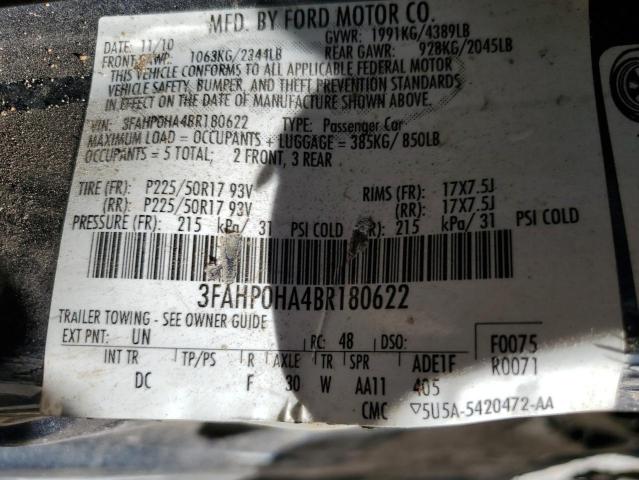 MFD. BY FORD MOTOR CO.
DATE: 11/10 GVWR: 1991KG/4389LB
FRONT 1063KG/2344LB REAR GAWR: 928KG/2045LB
THIS VEHICLE CONFORMS TO ALL APPLICABLE FEDERAL MOTOR
VEHICLE SAFETY, BUMPER, AND THEFT PREVENTION STANDARDS
IN EFFECT ON THE DATE OF MANUFACTURE SHOWN ABOVE.
VIN: 3FAHP0HA4BR180622 TYPE: Passenger Car
MAXIMUM LOAD = OCCUPANTS + LUGGAGE = 385KG/ 850LB
OCCUPANTS = 5 TOTAL, 2 FRONT, 3 REAR
TIRE (FR): P225/50R17 93V RIMS (FR): 17X7.5J
(RR): P225/50R17 93V (RR): 17X7.5J
PRESSURE (FR): 215 kPa/ 31 PSI COLD R): 215 kPa/ 31 PSI COLD
3FAHP0HA4BR180622
TRAILER TOWING - SEE OWNER GUIDE
EXT PNT: UN RC: 48 DSO: F0075
INT TR TP/PS R AXLE TR SPR ADE1F R0071
DC F 30 W AA11 405
CMC ▽5U5A-5420472-AA